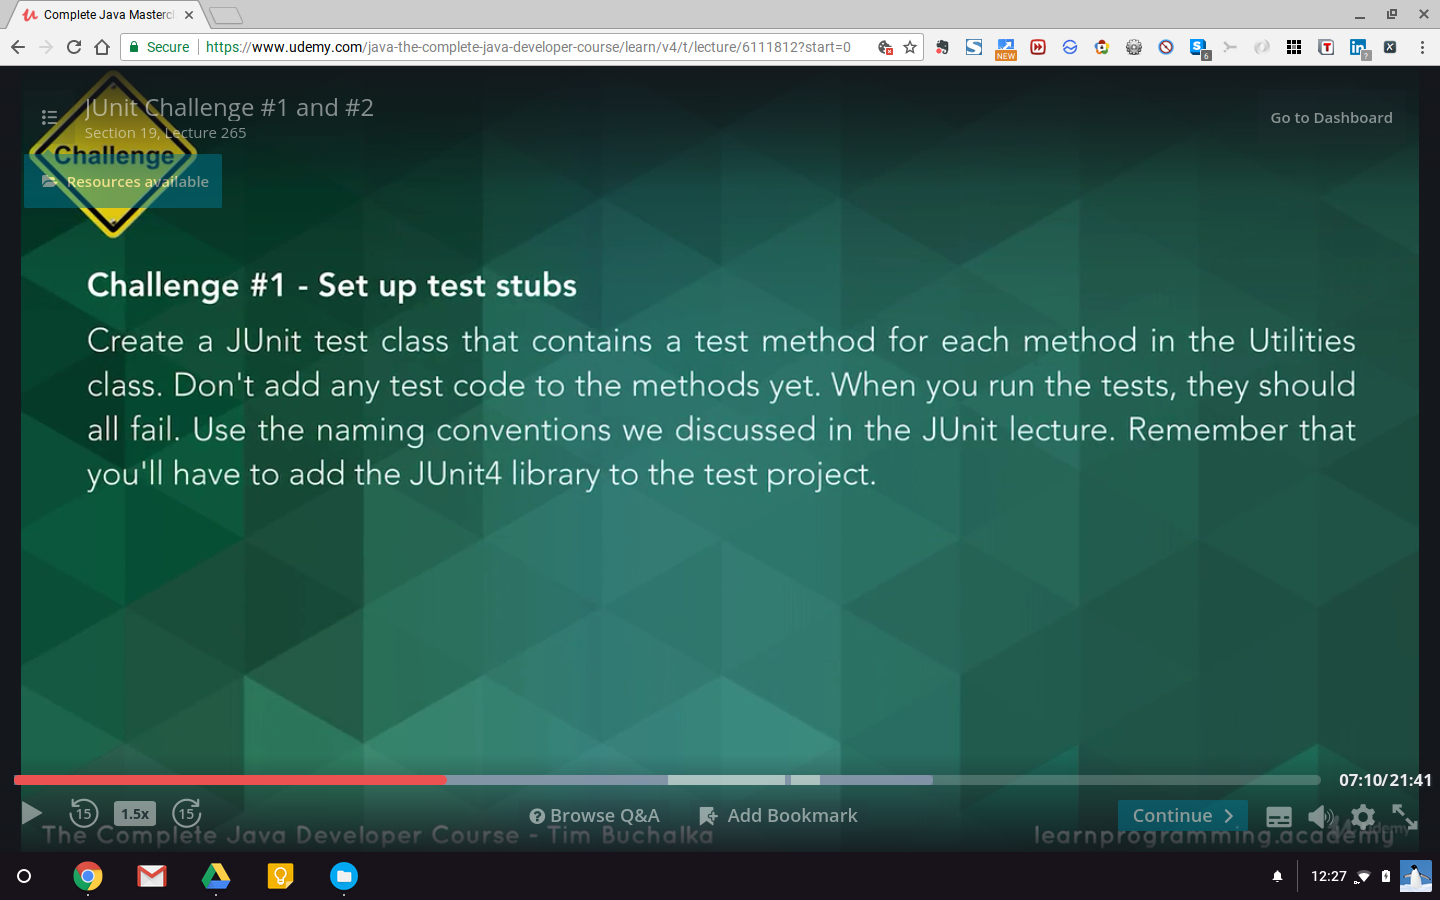 Complete Java Masterc
Secure
https://www.udemy.com/java-the-complete-java-developer-course/learn/v4/t/lecture/6111812?start=0
NEW
6
?
JUnit Challenge #1 and #2
Section 19, Lecture 265
Go to Dashboard
Challenge
Resources available
Challenge #1 - Set up test stubs
Create a JUnit test class that contains a test method for each method in the Utilities
class. Don't add any test code to the methods yet. When you run the tests, they should
all fail. Use the naming conventions we discussed in the JUnit lecture. Remember that
you'll have to add the JUnit4 library to the test project.
07:10/21:41
15
1.5x
15
Browse Q&A
Add Bookmark
Continue
The Complete Java Developer Course - Tim Buchalka
learnprogramming.academy
12:27